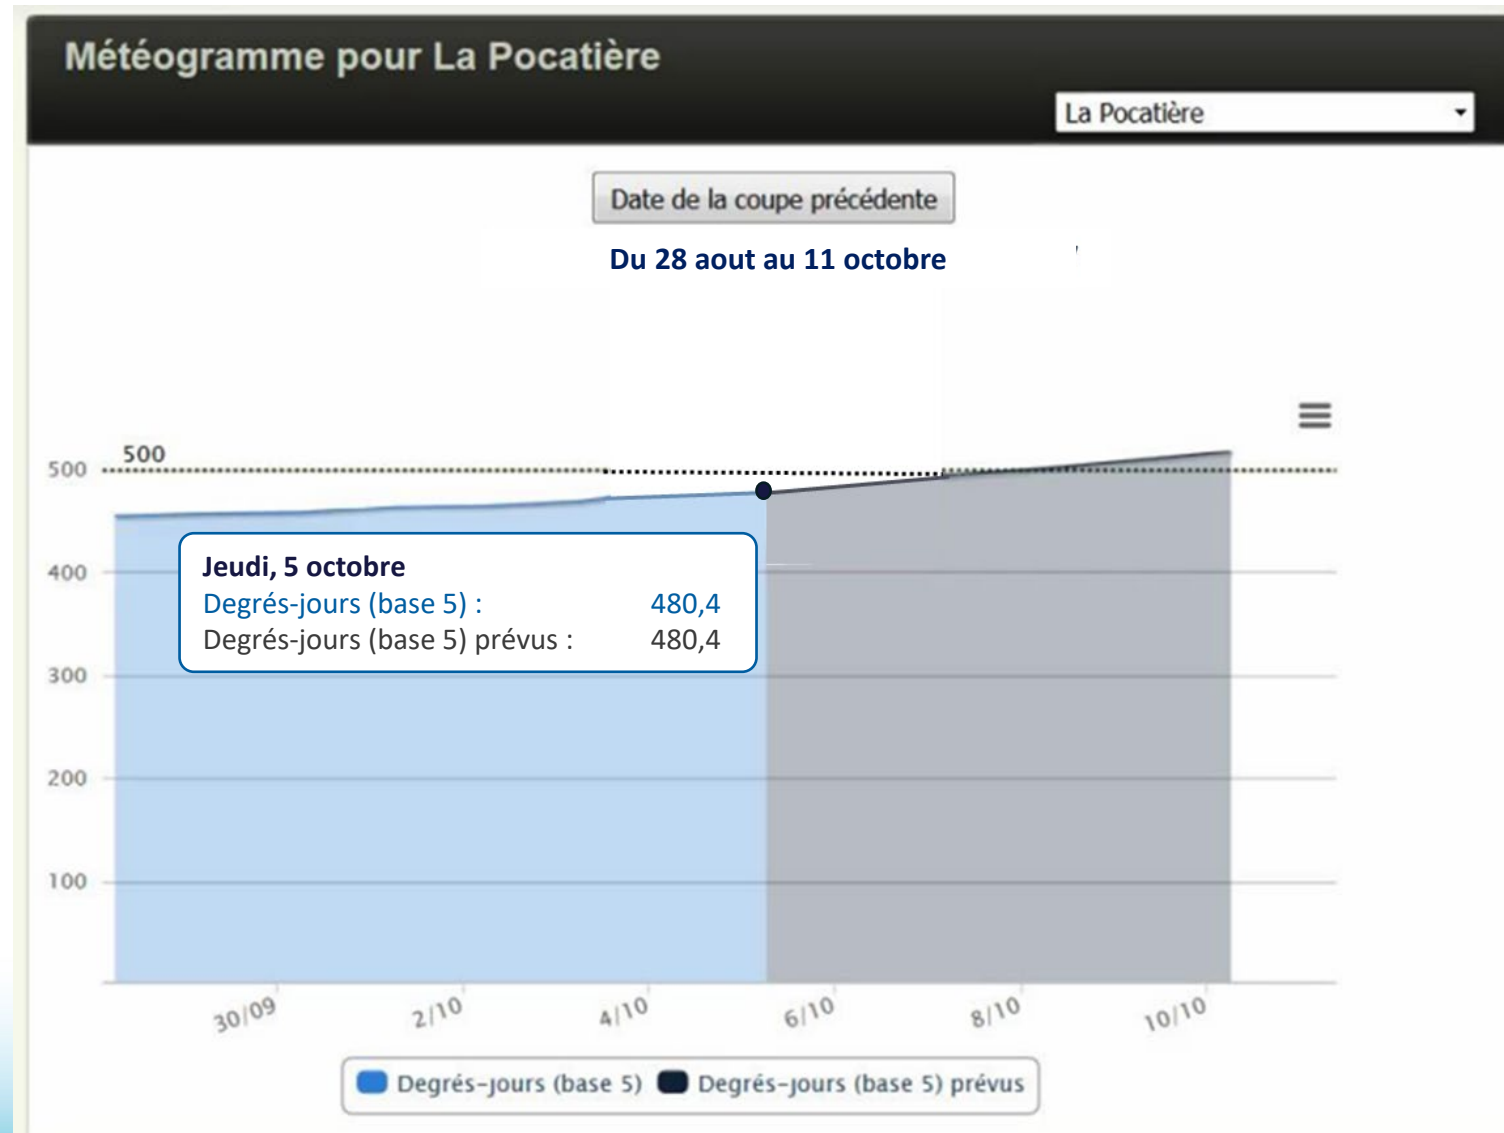 Météogramme pour La Pocatière
La Pocatière
Date de la coupe précédente
Du 28 aout au 11 octobre
500
500
Jeudi, 5 octobre
400
Degrés-jours (base 5) : 480,4
Degrés-jours (base 5) prévus : 480,4
300
200
100
30/09 2/10 4/10 6/10 8/10 10/10
Degrés-jours (base 5) Degrés-jours (base 5) prévus